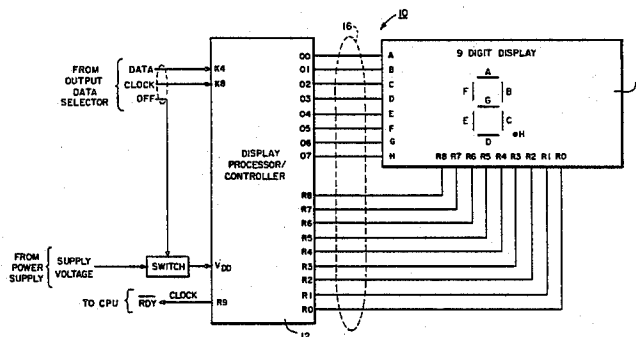 16
10
9 DIGIT DISPLAY
A
F B
G
E C
D H
R8 R7 R6 R5 R4 R3 R2 R1 R0
A
B
C
D
E
F
G
H
O0
O1
O2
O3
O4
O5
O6
O7
R8
R7
R6
R5
R4
R3
R2
R1
R0
FROM OUTPUT DATA SELECTOR
DATA
CLOCK
OFF
K4
K8
DISPLAY PROCESSOR/ CONTROLLER
FROM POWER SUPPLY
SUPPLY VOLTAGE
SWITCH
VDD
TO CPU
RDY
CLOCK
R9